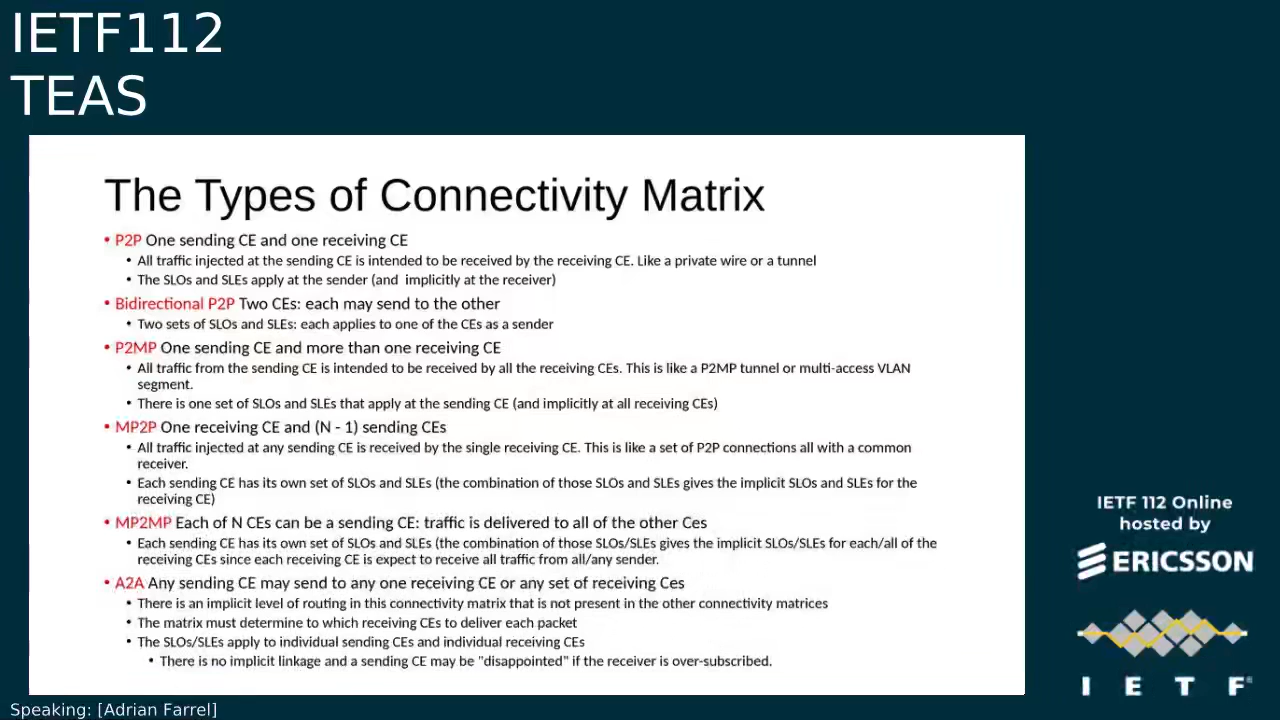 IETF112
TEAS
The Types of Connectivity Matrix
• P2P One sending CE and one receiving CE
• All traffic injected at the sending CE is intended to be received by the receiving CE. Like a private wire or a tunnel
• The SLOs and SLEs apply at the sender (and  implicitly at the receiver)
• Bidirectional P2P Two CEs: each may send to the other
• Two sets of SLOs and SLEs: each applies to one of the CEs as a sender
• P2MP One sending CE and more than one receiving CE
• All traffic from the sending CE is intended to be received by all the receiving CEs. This is like a P2MP tunnel or multi-access VLAN
segment.
• There is one set of SLOs and SLEs that apply at the sending CE (and implicitly at all receiving CEs)
• MP2P One receiving CE and (N - 1) sending CEs
• All traffic injected at any sending CE is received by the single receiving CE. This is like a set of P2P connections all with a common
receiver.
• Each sending CE has its own set of SLOs and SLEs (the combination of those SLOs and SLEs gives the implicit SLOs and SLEs for the
receiving CE)
• MP2MP Each of N CEs can be a sending CE: traffic is delivered to all of the other Ces
• Each sending CE has its own set of SLOs and SLEs (the combination of those SLOs/SLEs gives the implicit SLOs/SLEs for each/all of the
receiving CEs since each receiving CE is expect to receive all traffic from all/any sender.
• A2A Any sending CE may send to any one receiving CE or any set of receiving Ces
• There is an implicit level of routing in this connectivity matrix that is not present in the other connectivity matrices
• The matrix must determine to which receiving CEs to deliver each packet
• The SLOs/SLEs apply to individual sending CEs and individual receiving CEs
• There is no implicit linkage and a sending CE may be "disappointed" if the receiver is over-subscribed.
IETF 112 Online
hosted by
ERICSSON
I E T F®
Speaking: [Adrian Farrel]